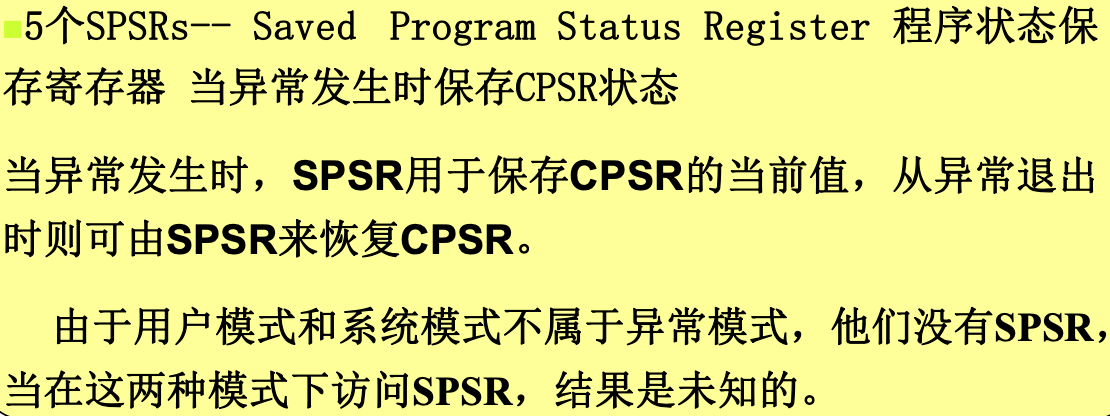 5个SPSRs-- Saved Program Status Register 程序状态保
存寄存器 当异常发生时保存CPSR状态
当异常发生时，SPSR用于保存CPSR的当前值，从异常退出
时则可由SPSR来恢复CPSR。
由于用户模式和系统模式不属于异常模式，他们没有SPSR，
当在这两种模式下访问SPSR，结果是未知的。